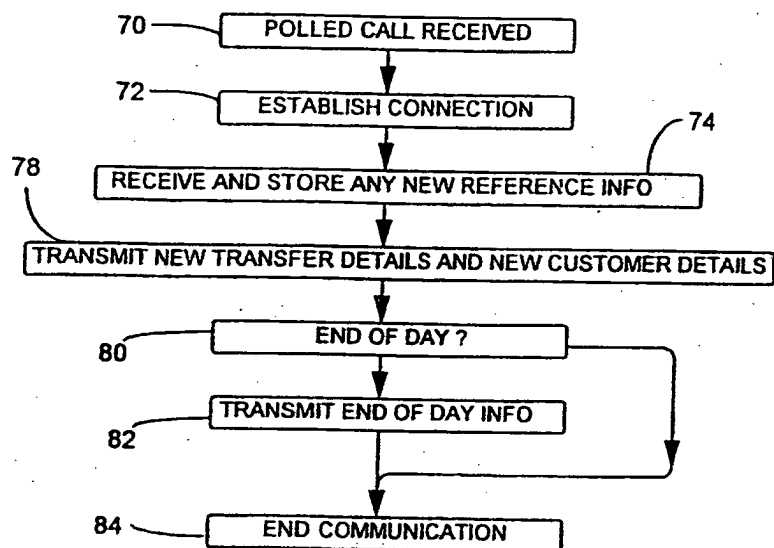 70
POLLED CALL RECEIVED
72
ESTABLISH CONNECTION
74
RECEIVE AND STORE ANY NEW REFERENCE INFO
78
TRANSMIT NEW TRANSFER DETAILS AND NEW CUSTOMER DETAILS
80
END OF DAY ?
82
TRANSMIT END OF DAY INFO
84
END COMMUNICATION